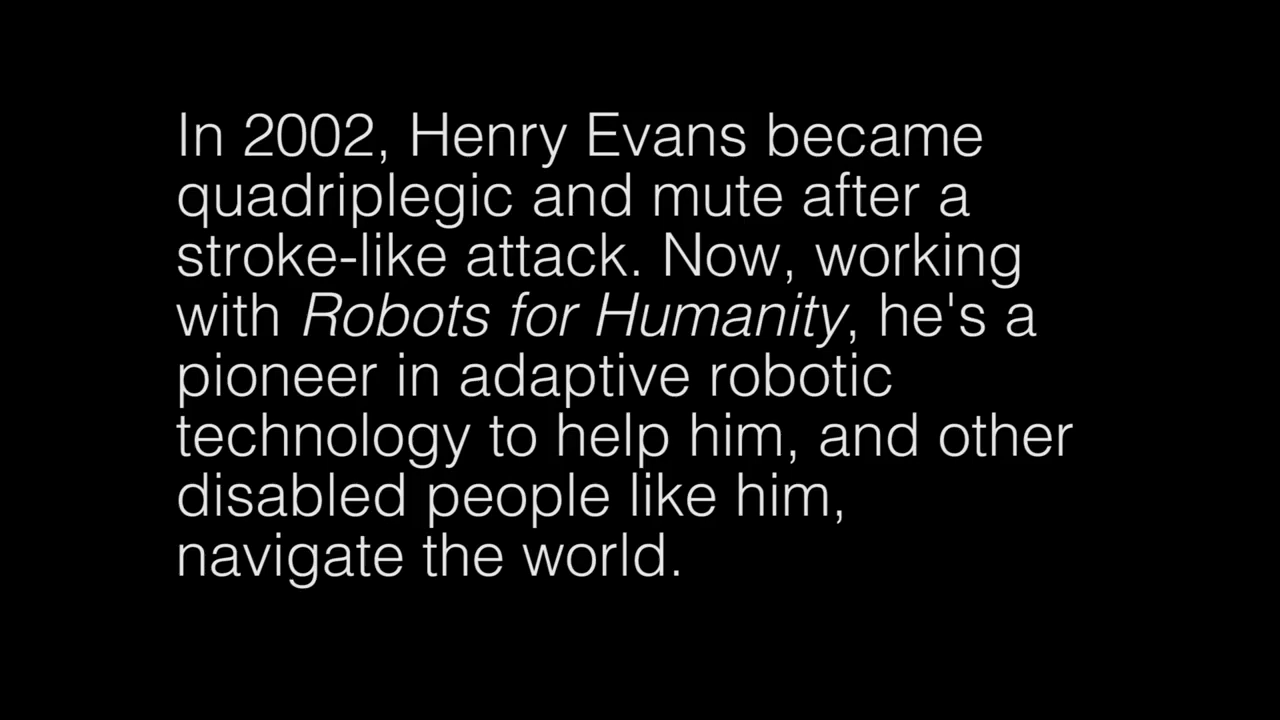 In 2002, Henry Evans became
quadriplegic and mute after a
stroke-like attack. Now, working
with Robots for Humanity, he's a
pioneer in adaptive robotic
technology to help him, and other
disabled people like him,
navigate the world.